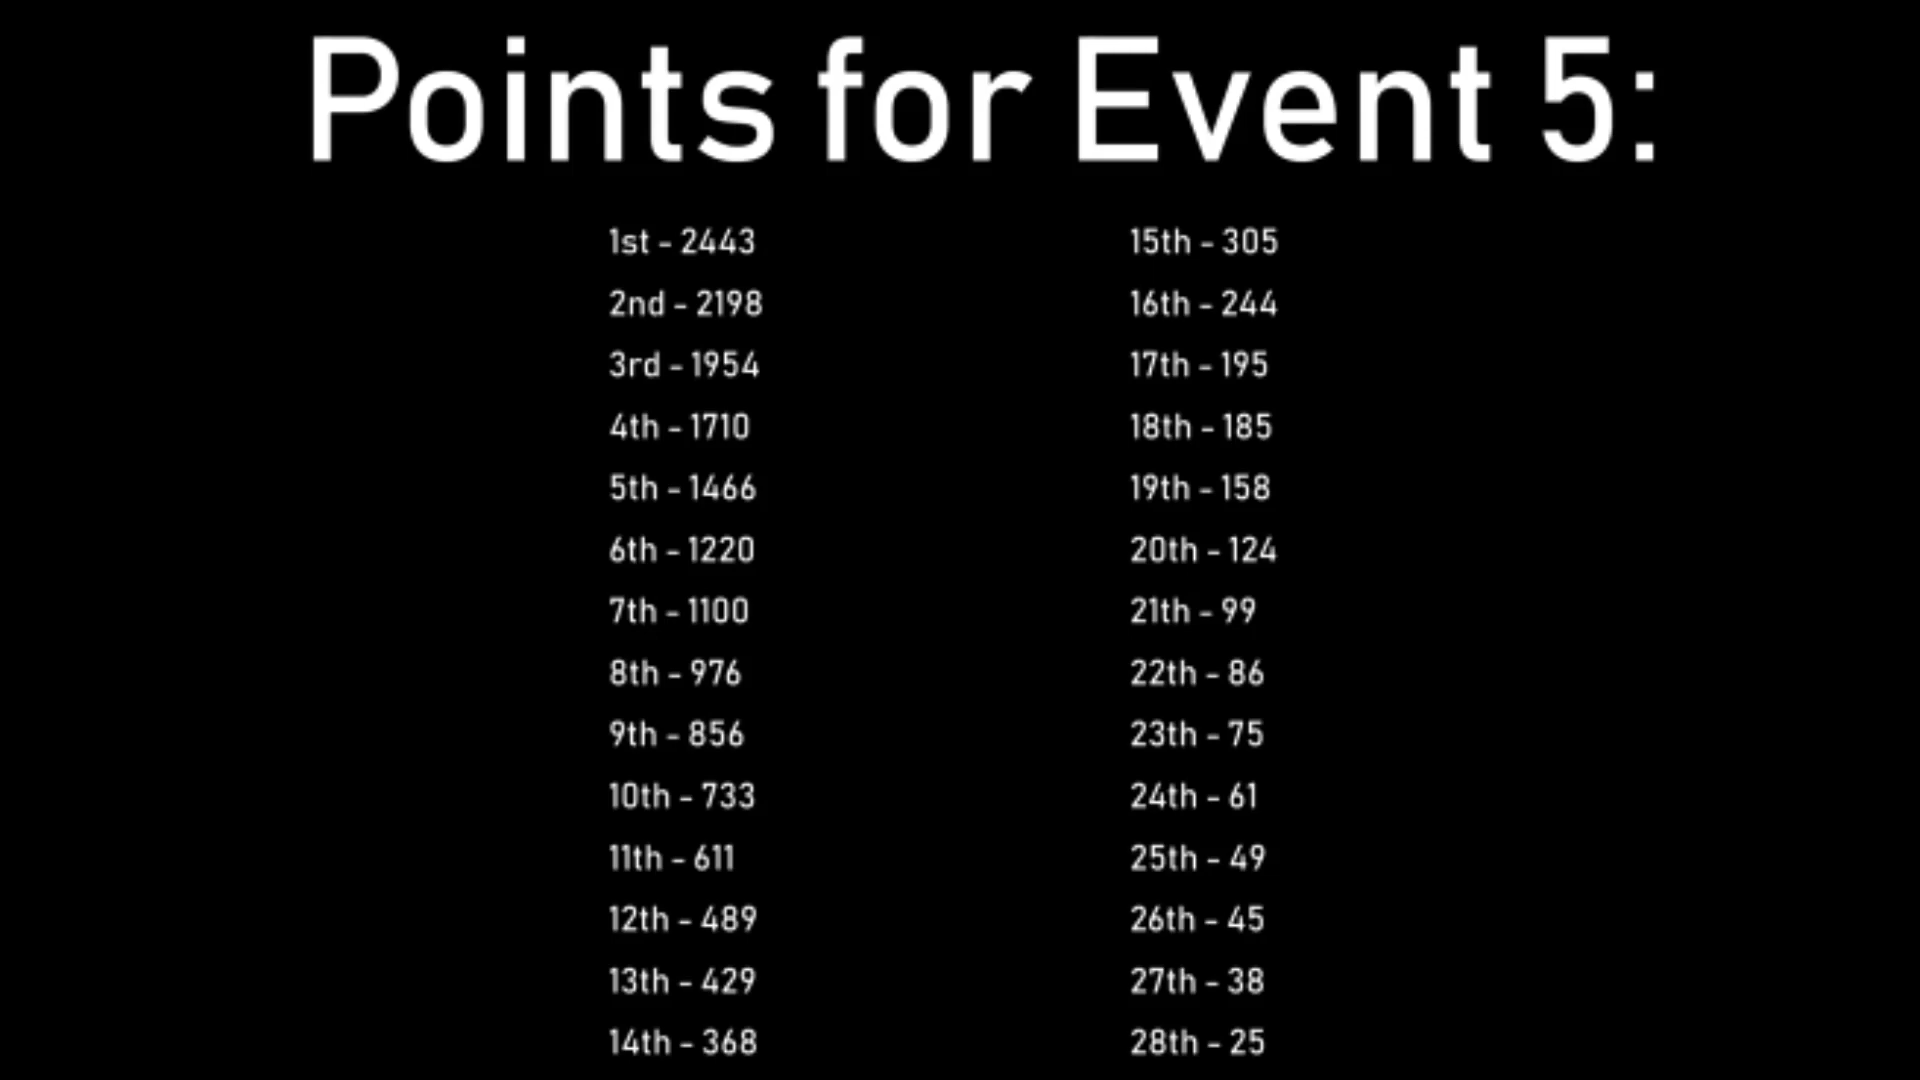 Points for Event 5:
1st - 2443
2nd - 2198
3rd - 1954
4th - 1710
5th - 1466
6th - 1220
7th - 1100
8th - 976
9th - 856
10th - 733
11th - 611
12th - 489
13th - 429
14th - 368
15th - 305
16th - 244
17th - 195
18th - 185
19th - 158
20th - 124
21th - 99
22th - 86
23th - 75
24th - 61
25th - 49
26th - 45
27th - 38
28th - 25